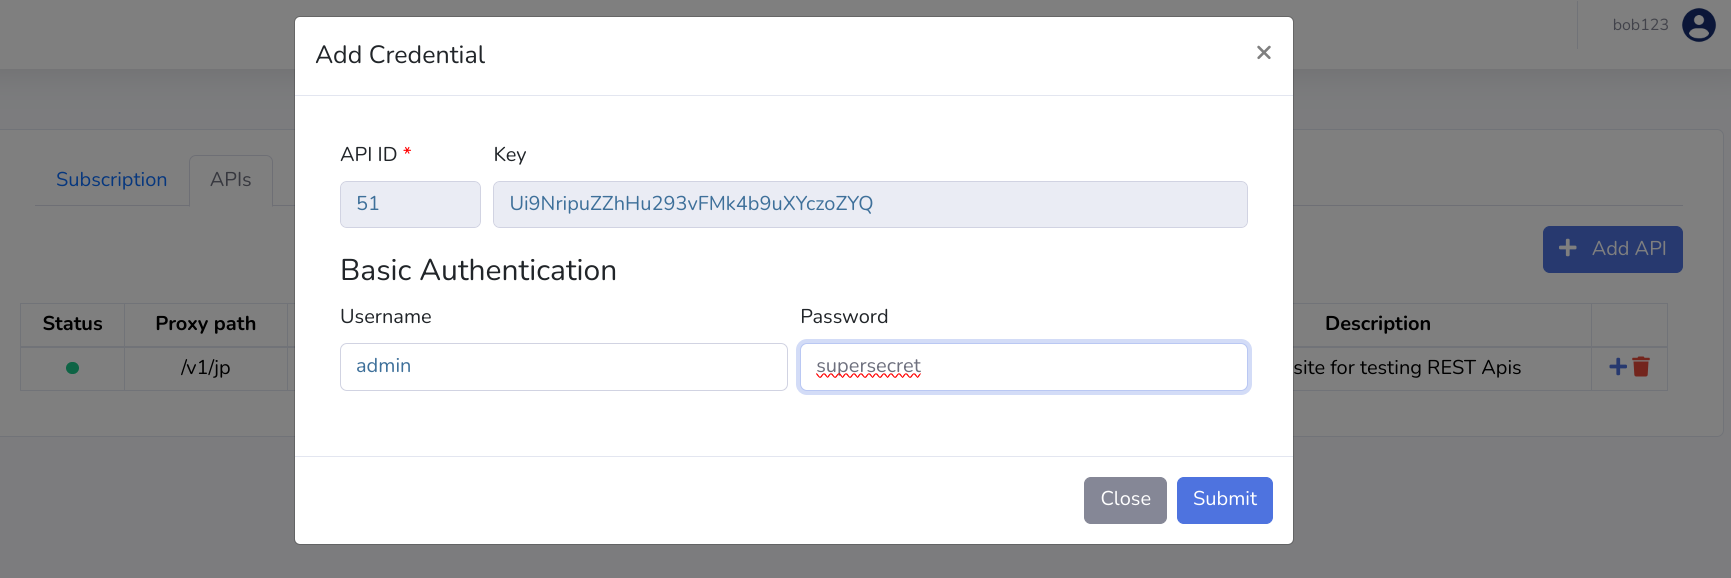 bob123
Add Credential
API ID *
Key
51
Ui9NripuZZhHu293vFMk4b9uXYczoZYQ
Subscription
APIs
Add API
Basic Authentication
Username
Password
admin
supersecret
Status
Proxy path
Description
/v1/jp
site for testing REST Apis
Close
Submit